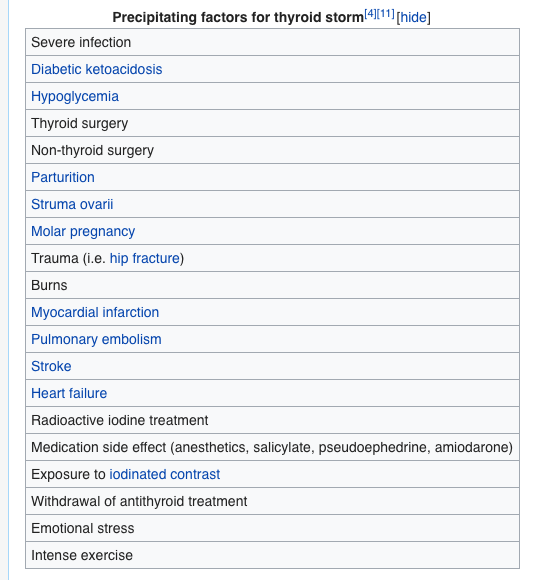 Precipitating factors for thyroid storm[4][11] [hide]
Severe infection
Diabetic ketoacidosis
Hypoglycemia
Thyroid surgery
Non-thyroid surgery
Parturition
Struma ovarii
Molar pregnancy
Trauma (i.e. hip fracture)
Burns
Myocardial infarction
Pulmonary embolism
Stroke
Heart failure
Radioactive iodine treatment
Medication side effect (anesthetics, salicylate, pseudoephedrine, amiodarone)
Exposure to iodinated contrast
Withdrawal of antithyroid treatment
Emotional stress
Intense exercise